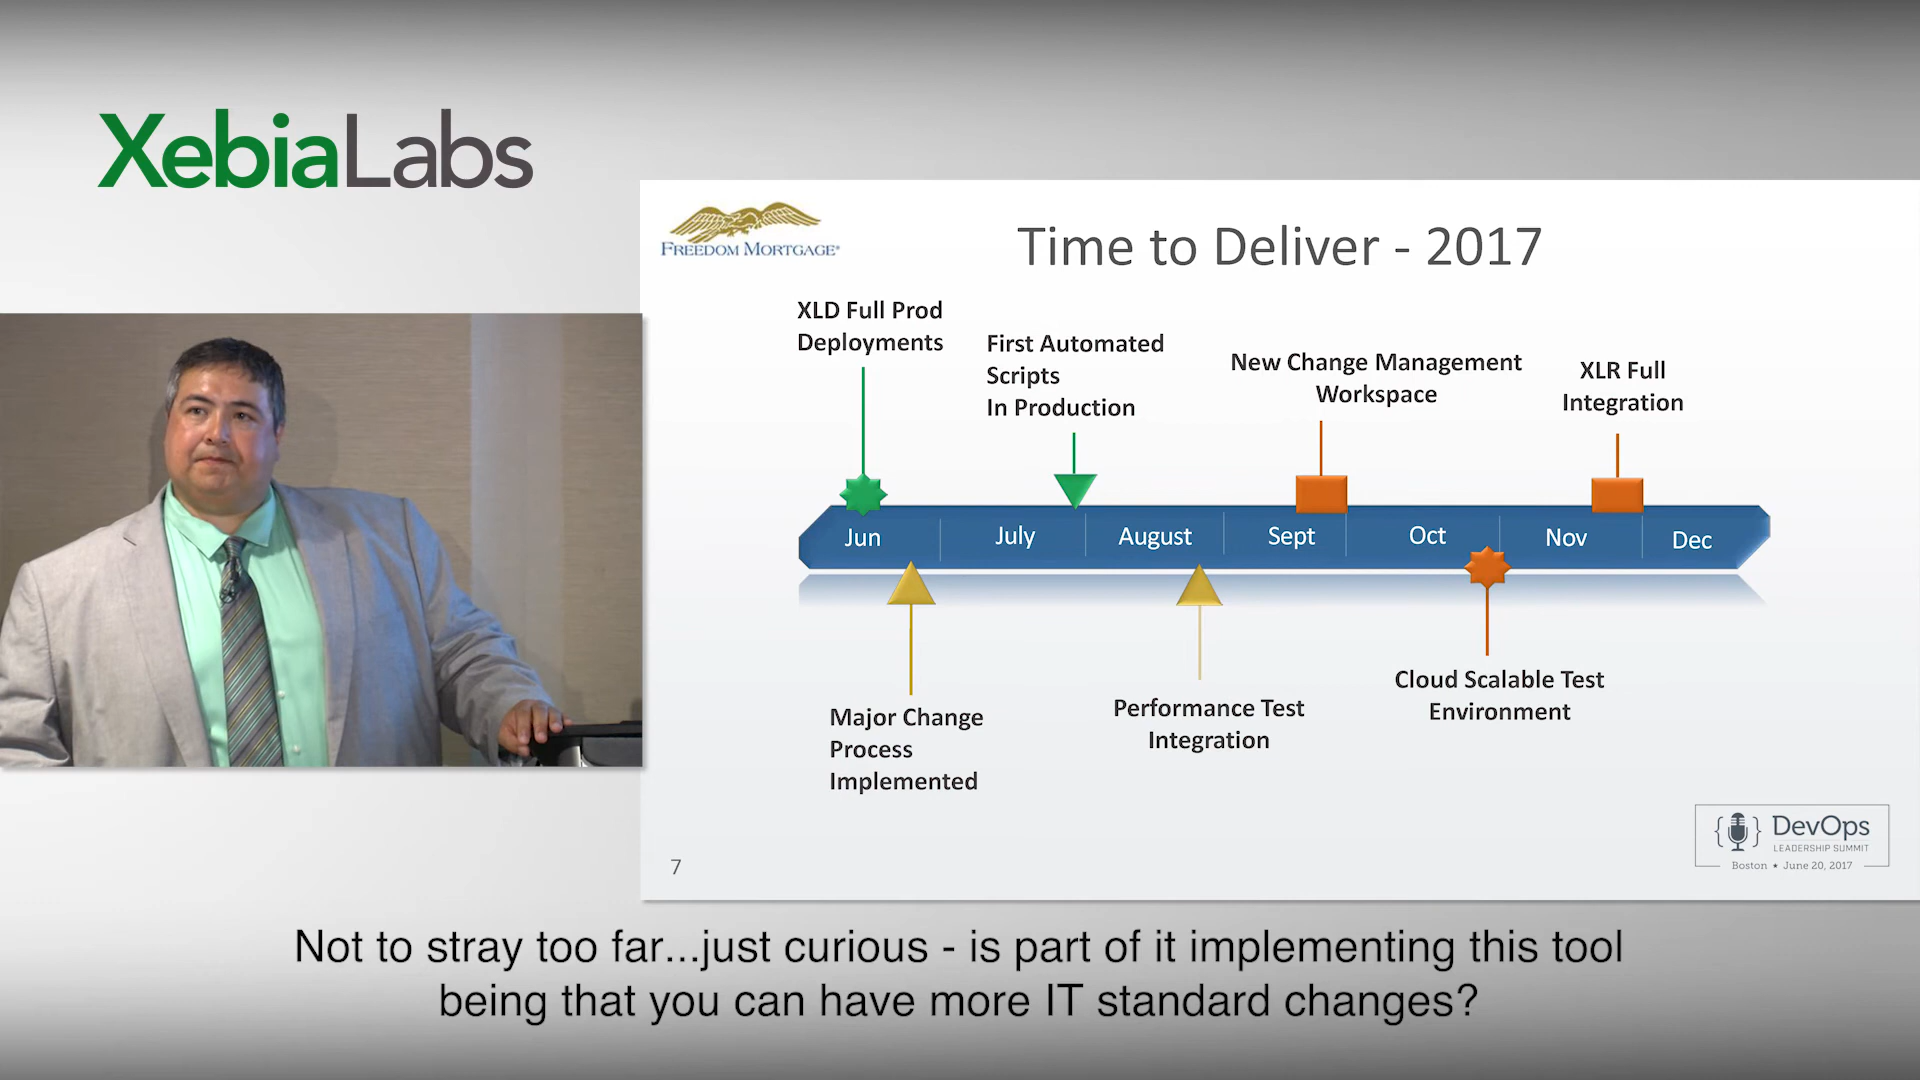 XebiaLabs
FREEDOM MORTGAGE®
Time to Deliver - 2017
XLD Full Prod
Deployments
First Automated
Scripts
In Production
New Change Management
Workspace
XLR Full
Integration
Jun
July
August
Sept
Oct
Nov
Dec
Major Change
Process
Implemented
Performance Test
Integration
Cloud Scalable Test
Environment
7
{ } DevOps
LEADERSHIP SUMMIT
Boston ★ June 20, 2017
Not to stray too far...just curious - is part of it implementing this tool
being that you can have more IT standard changes?